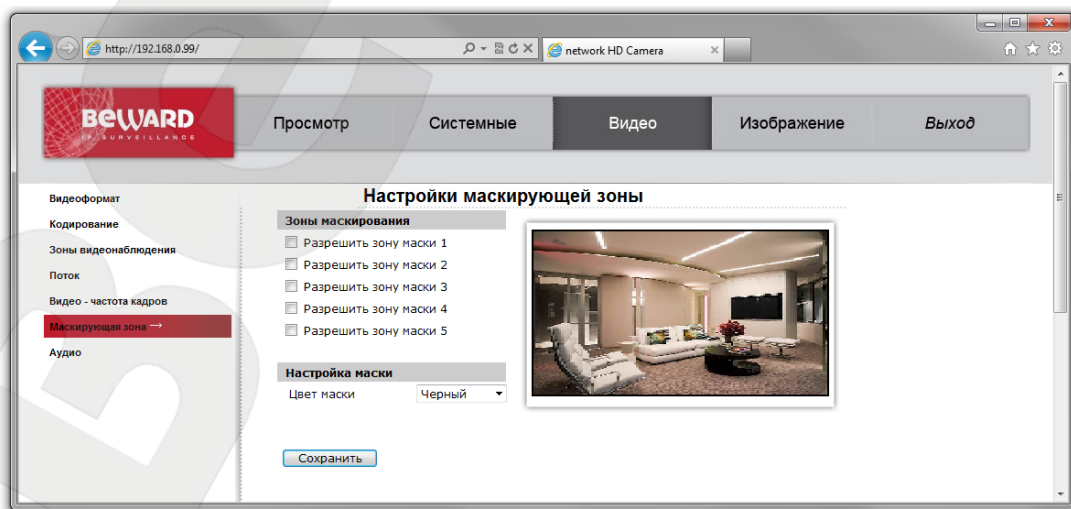 http://192.168.0.99/
network HD Camera
BEWARD
IP SURVEILLANCE
Просмотр
Системные
Видео
Изображение
Выход
Видеоформат
Кодирование
Зоны видеонаблюдения
Поток
Видео - частота кадров
Маскирующая зона →
Аудио
Настройки маскирующей зоны
Зоны маскирования
Разрешить зону маски 1
Разрешить зону маски 2
Разрешить зону маски 3
Разрешить зону маски 4
Разрешить зону маски 5
Настройка маски
Цвет маски
Черный
Сохранить